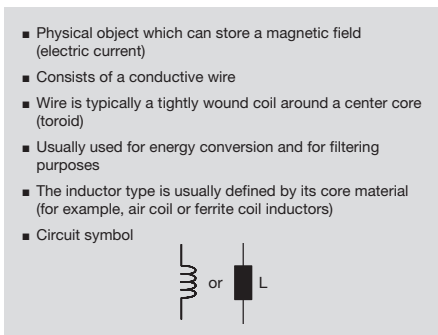 ■ Physical object which can store a magnetic field
(electric current)
■ Consists of a conductive wire
■ Wire is typically a tightly wound coil around a center core
(toroid)
■ Usually used for energy conversion and for filtering
purposes
■ The inductor type is usually defined by its core material
(for example, air coil or ferrite coil inductors)
■ Circuit symbol
or L